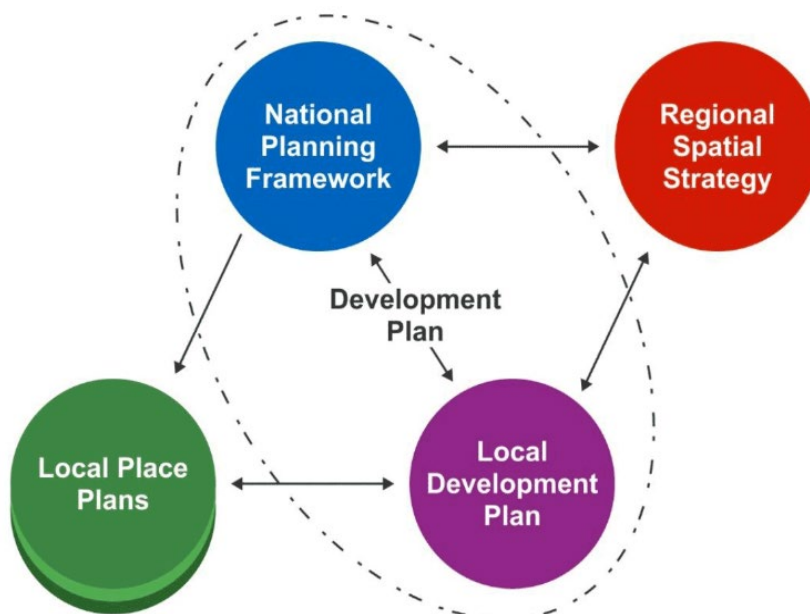 National
Planning
Framework
Regional
Spatial
Strategy
Development
Plan
Local Place
Plans
Local
Development
Plan